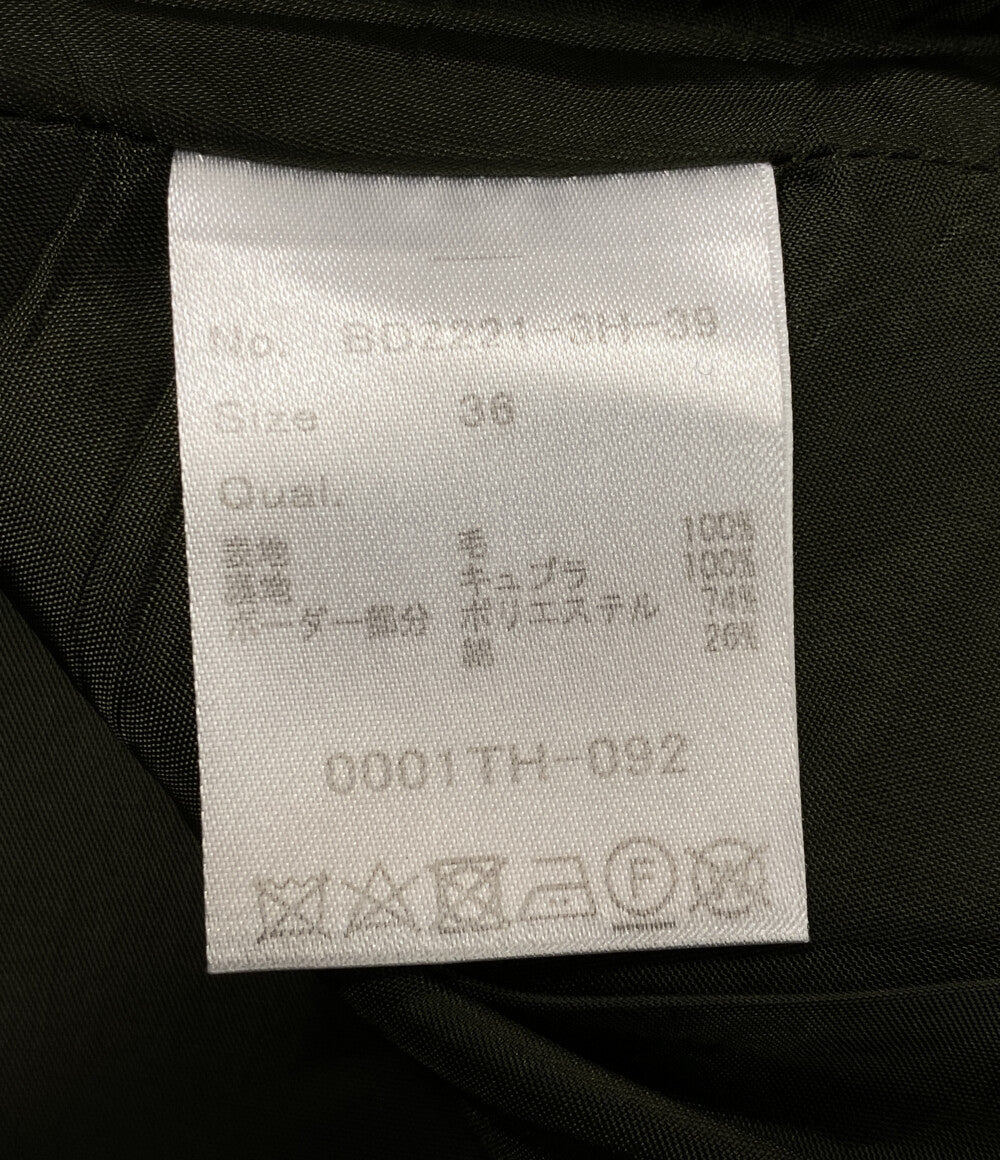 No. BDZ221-3H-39
Size 36
Qual.
表地 毛 100%
裏地 キュプラ 100%
ボーダー部分 ポリエステル 74%
綿 26%
0001TH-092
F
W